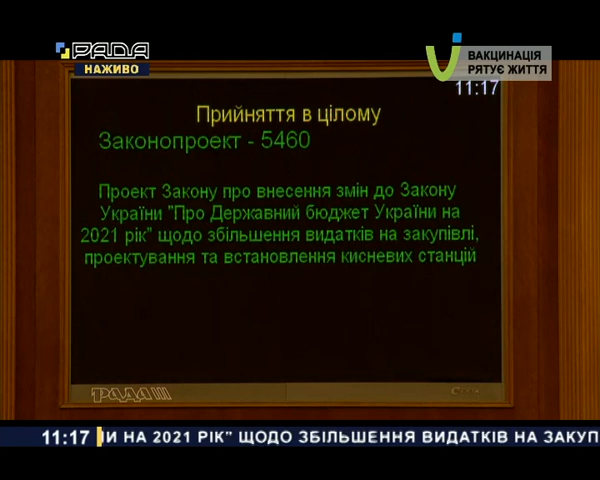 РАДА
НАЖИВО
ВАКЦИНАЦІЯ
РЯТУЄ ЖИТТЯ
11:17
Прийняття в цілому
Законопроект - 5460
Проект Закону про внесення змін до Закону
України "Про Державний бюджет України на
2021 рік" щодо збільшення видатків на закупівлі,
проектування та встановлення кисневих станцій
РАДА III
11:17 И НА 2021 РІК” ЩОДО ЗБІЛЬШЕННЯ ВИДАТКІВ НА ЗАКУП